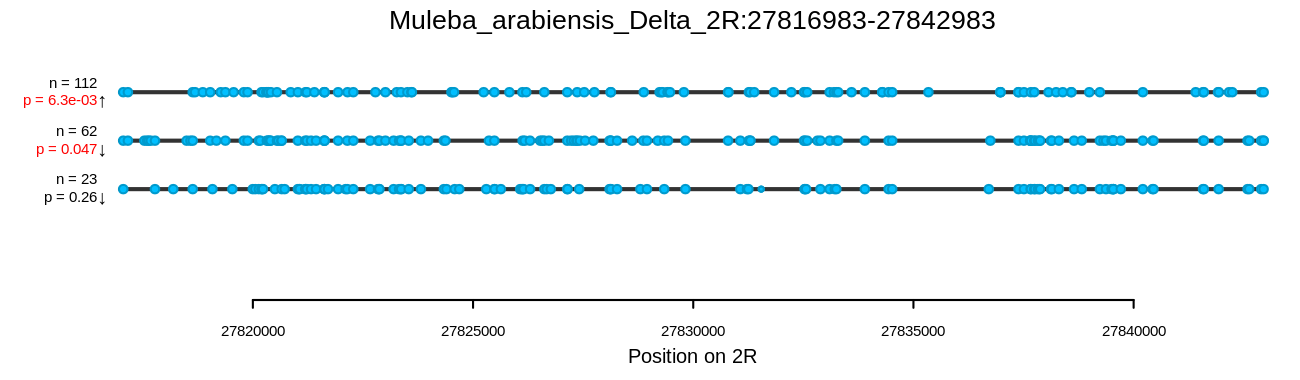 Muleba_arabiensis_Delta_2R:27816983-27842983
n = 112
p = 6.3e-03↑
n = 62
p = 0.047↓
n = 23
p = 0.26↓
27820000 27825000 27830000 27835000 27840000
Position on 2R